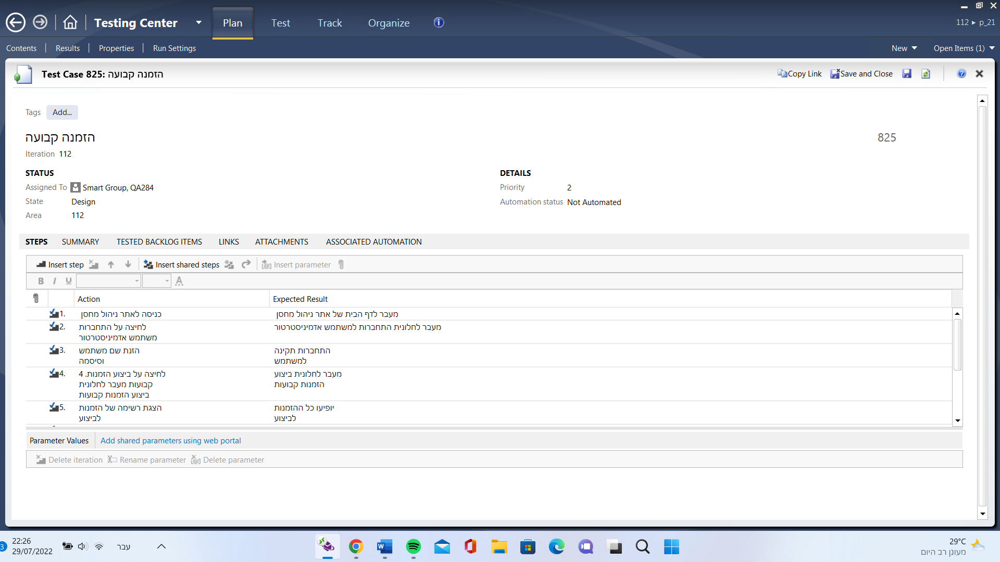 Testing Center
Plan
Test
Track
Organize
112 ▸ p_21
Contents
Results
Properties
Run Settings
New
Open Items (1)
Test Case 825: הזמנה קבועה
Copy Link
Save and Close
Tags
Add...
הזמנה קבועה
825
Iteration 112
STATUS
DETAILS
Assigned To Smart Group, QA284
Priority 2
State Design
Automation status Not Automated
Area 112
STEPS
SUMMARY
TESTED BACKLOG ITEMS
LINKS
ATTACHMENTS
ASSOCIATED AUTOMATION
Insert step
Insert shared steps
Insert parameter
B I U A
Action
Expected Result
1.
כניסה לאתר ניהול מחסן
מעבר לדף הבית של אתר ניהול מחסן
2.
לחיצה על התחברות
משתמש אדמיניסטרטור
מעבר לחלונית התחברות למשתמש אדמיניסטרטור
3.
הזנת שם משתמש
וסיסמה
התחברות תקינה
למשתמש
4.
לחיצה על ביצוע הזמנות. 4
קבועות מעבר לחלונית
ביצוע הזמנות קבועות
מעבר לחלונית ביצוע
הזמנות קבועות
5.
הצגת רשימה של הזמנות
לביצוע
יופיעו כל ההזמנות
לביצוע
Parameter Values
Add shared parameters using web portal
Delete iteration
Rename parameter
Delete parameter
3
22:26
29/07/2022
עבר
29°C
מעונן רב היום